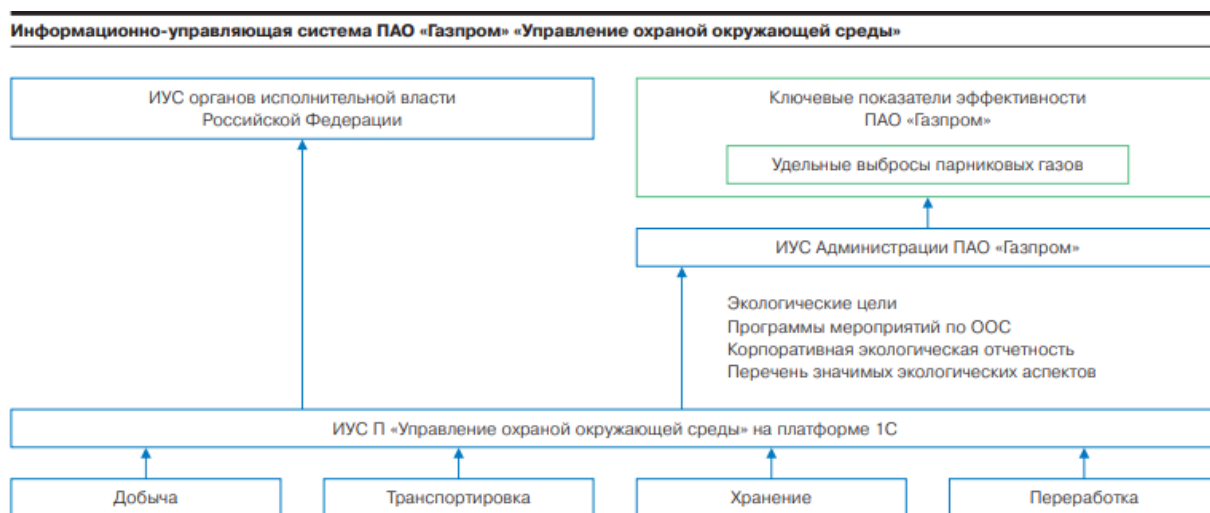 Информационно-управляющая система ПАО «Газпром» «Управление охраной окружающей среды»
ИУС органов исполнительной власти
Российской Федерации
Ключевые показатели эффективности
ПАО «Газпром»
Удельные выбросы парниковых газов
ИУС Администрации ПАО «Газпром»
Экологические цели
Программы мероприятий по ООС
Корпоративная экологическая отчетность
Перечень значимых экологических аспектов
ИУС П «Управление охраной окружающей среды» на платформе 1С
Добыча
Транспортировка
Хранение
Переработка